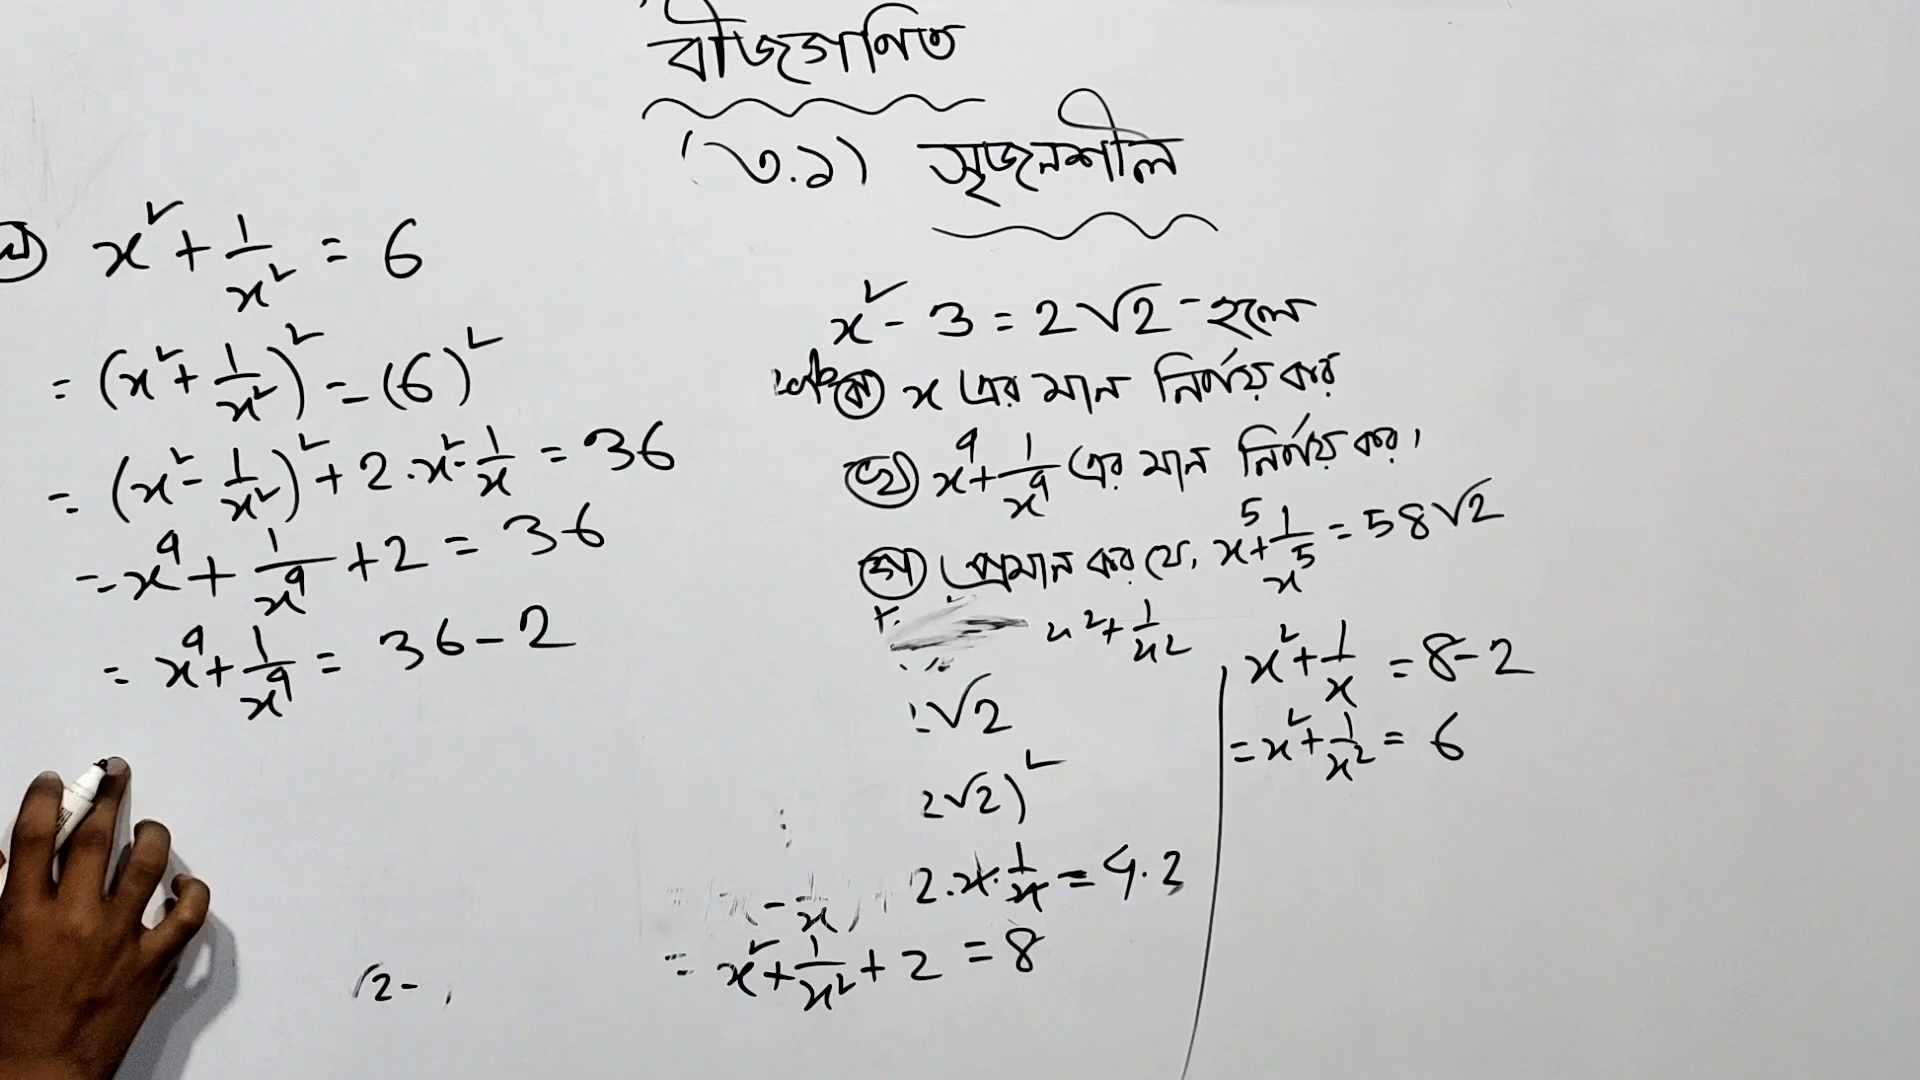 বীজগনিত
(৩.১) সৃজনশীল
x² + 1/x² = 6
= (x² + 1/x²)² = (6)²
= (x² - 1/x²)² + 2·x²·1/x = 36
= x⁴ + 1/x⁴ + 2 = 36
= x⁴ + 1/x⁴ = 36 - 2
x² - 3 = 2√2 হলে
(ক) x এর মান নির্ণয় কর
(খ) x⁴ + 1/x⁴ এর মান নির্ণয় কর।
(গ) প্রমান কর যে, x⁵ + 1/x⁵ = 58√2
x² + 1/x²
√2
2√2)²
2·x·1/x = 4·2
= x² + 1/x² + 2 = 8
x² + 1/x = 8 - 2
= x² + 1/x² = 6